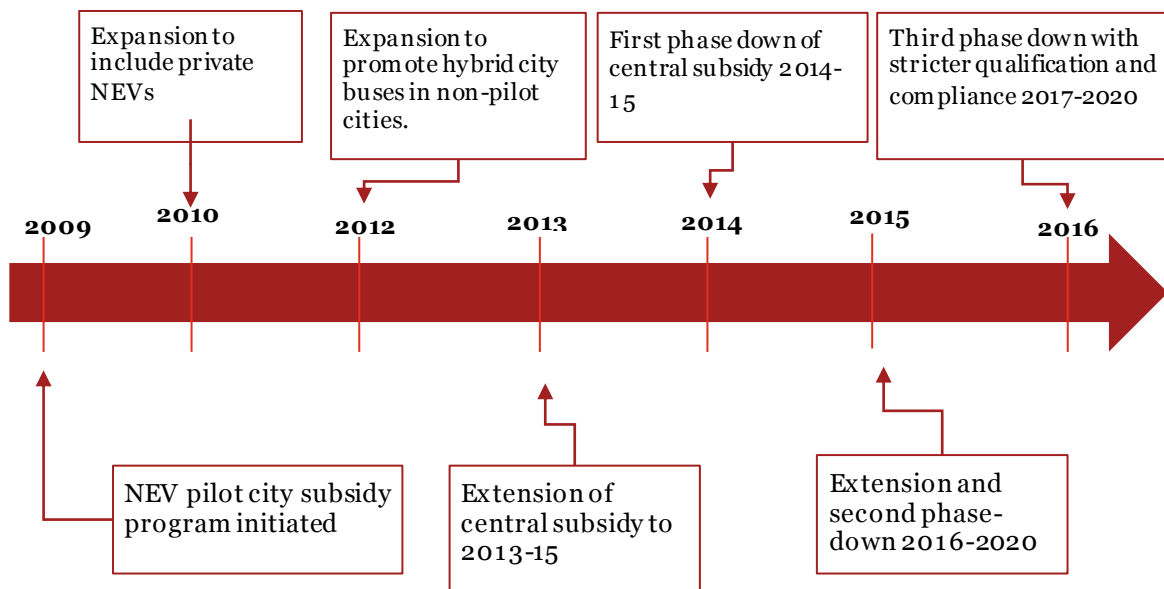 Expansion to
include private
NEVs
Expansion to
promote hybrid city
buses in non-pilot
cities.
First phase down of
central subsidy 2014-
15
Third phase down with
stricter qualification and
compliance 2017-2020
2009
2010
2012
2013
2014
2015
2016
NEV pilot city subsidy
program initiated
Extension of
central subsidy to
2013-15
Extension and
second phase-
down 2016-2020